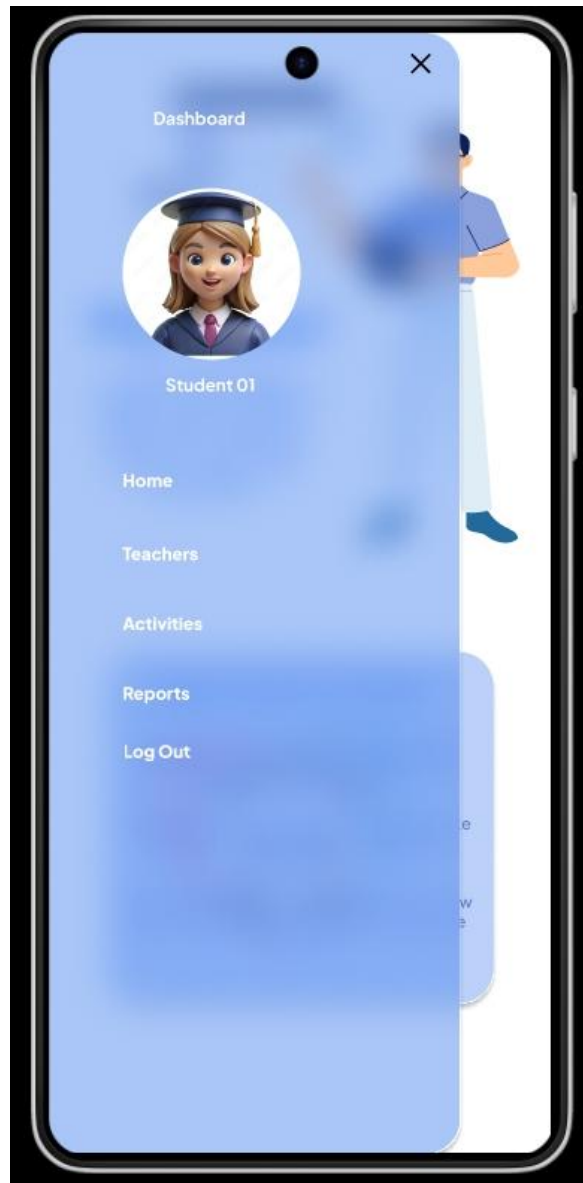 Dashboard
Student 01
Home
Teachers
Activities
Reports
Log Out
e
w
e